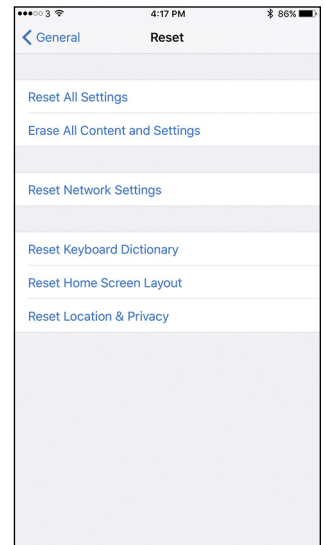 3 4:17 PM 86%
General Reset
Reset All Settings
Erase All Content and Settings
Reset Network Settings
Reset Keyboard Dictionary
Reset Home Screen Layout
Reset Location & Privacy